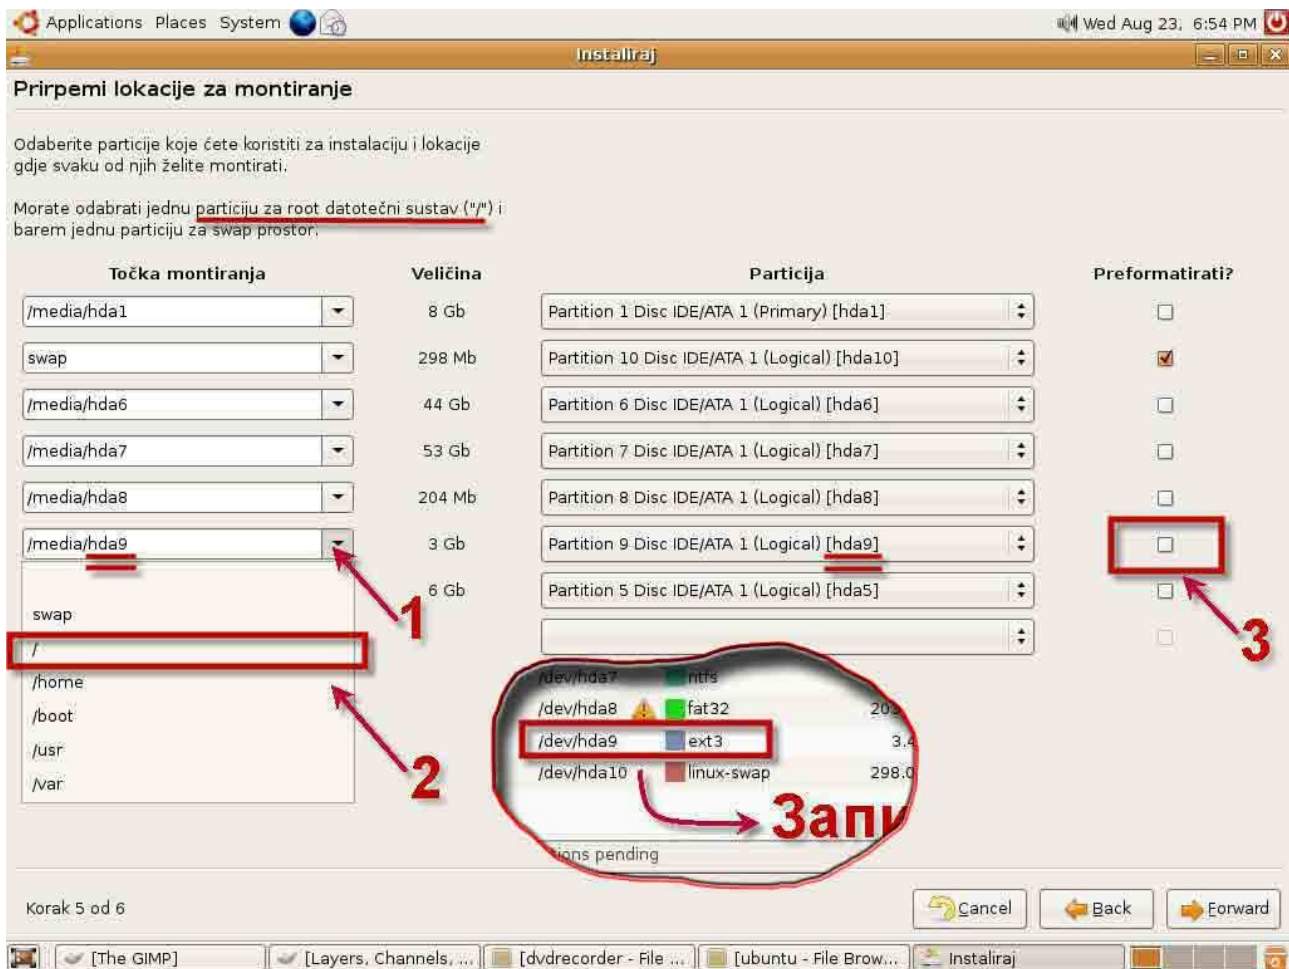 Applications Places System Wed Aug 23, 6:54 PM
Instaliraj
Prirpemi lokacije za montiranje
Odaberite particije koje ćete koristiti za instalaciju i lokacije
gdje svaku od njih želite montirati.
Morate odabrati jednu particiju za root datotečni sustav ("/") i
barem jednu particiju za swap prostor.
Točka montiranja Veličina Particija Preformatirati?
/media/hda1 8 Gb Partition 1 Disc IDE/ATA 1 (Primary) [hda1]
swap 298 Mb Partition 10 Disc IDE/ATA 1 (Logical) [hda10]
/media/hda6 44 Gb Partition 6 Disc IDE/ATA 1 (Logical) [hda6]
/media/hda7 53 Gb Partition 7 Disc IDE/ATA 1 (Logical) [hda7]
/media/hda8 204 Mb Partition 8 Disc IDE/ATA 1 (Logical) [hda8]
/media/hda9 3 Gb Partition 9 Disc IDE/ATA 1 (Logical) [hda9]
6 Gb Partition 5 Disc IDE/ATA 1 (Logical) [hda5]
swap
/
/home
/boot
/usr
/var
1
2
3
/dev/hda7 ntfs
/dev/hda8 fat32
/dev/hda9 ext3 3.4
/dev/hda10 linux-swap 298.0
Запи
tions pending
Korak 5 od 6
Cancel Back Forward
[The GIMP] [Layers, Channels, ...] [dvdrecorder - File ...] [ubuntu - File Brow... ] Instaliraj